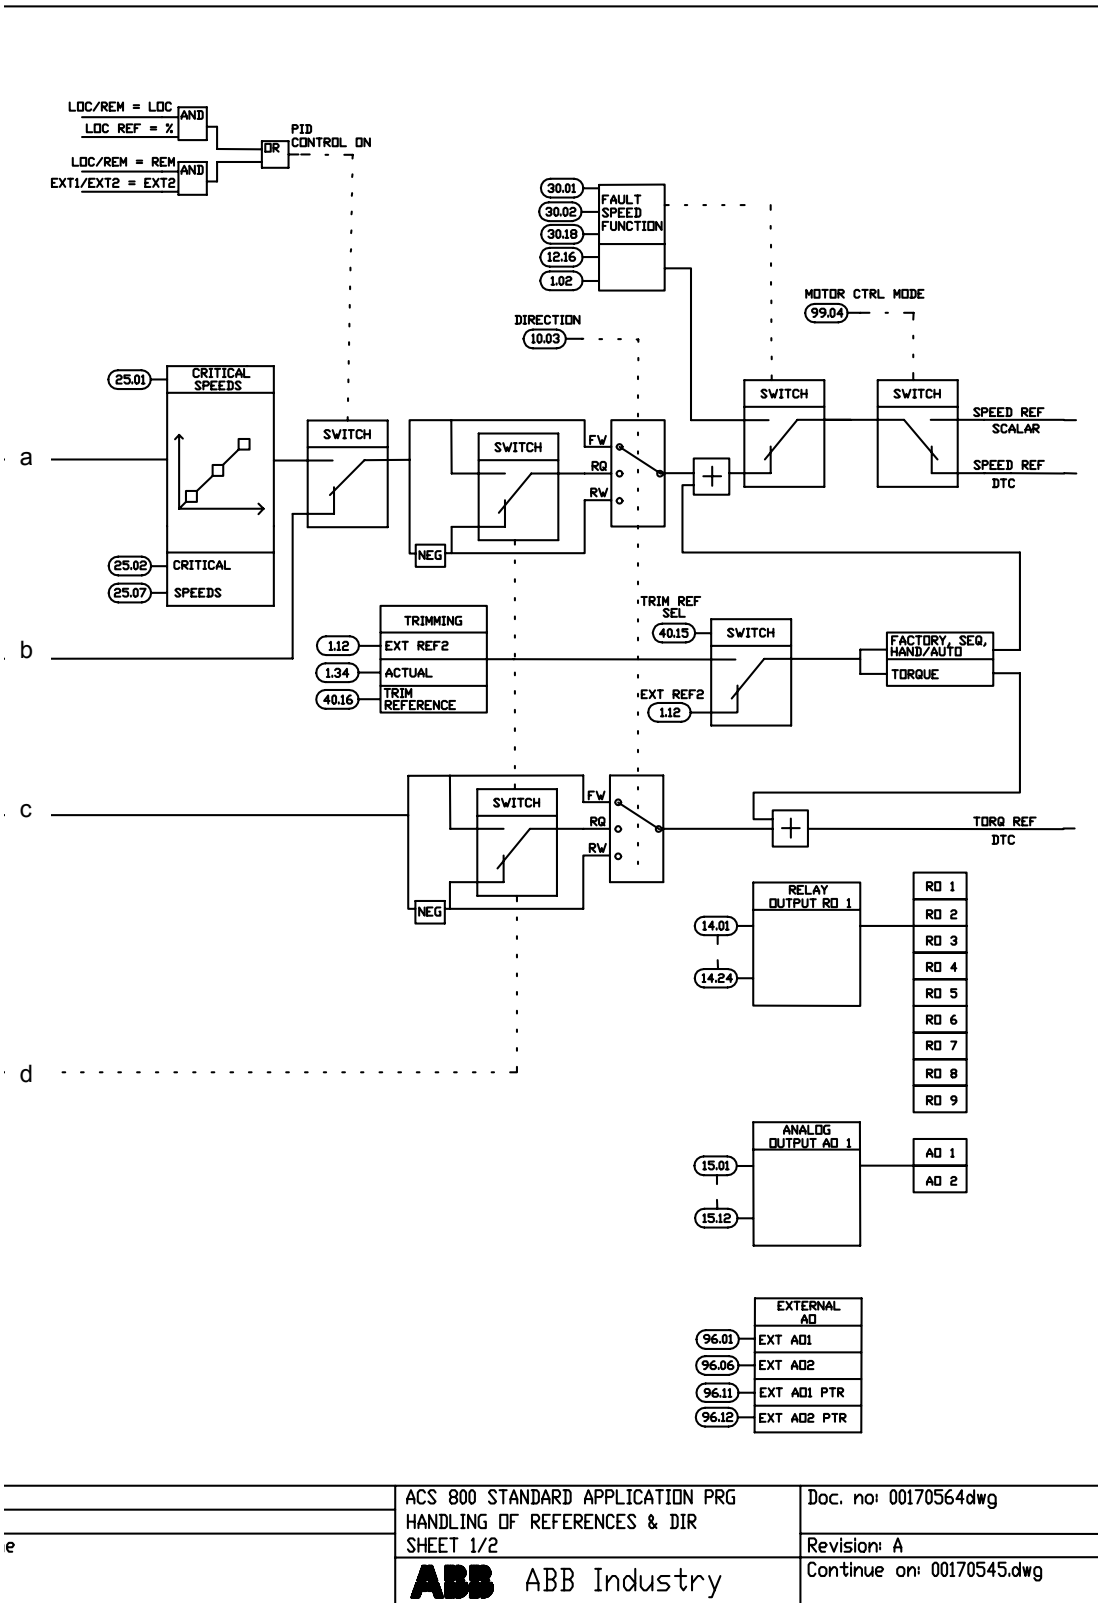 LOC/REM = LOC
AND
LOC REF = %
PID
CONTROL ON
OR
LOC/REM = REM
AND
EXT1/EXT2 = EXT2
30.01
FAULT
SPEED
FUNCTION
30.02
30.18
12.16
1.02
MOTOR CTRL MODE
99.04
DIRECTION
10.03
25.01
CRITICAL
SPEEDS
SWITCH
SWITCH
SWITCH
SWITCH
SPEED REF
SCALAR
FW
RQ
RW
a
SPEED REF
DTC
NEG
25.02
CRITICAL
25.07
SPEEDS
TRIM REF
SEL
40.15
SWITCH
TRIMMING
1.12
EXT REF2
1.34
ACTUAL
40.16
TRIM
REFERENCE
b
FACTORY, SEQ,
HAND/AUTO
TORQUE
EXT REF2
1.12
c
SWITCH
FW
RQ
RW
TORQ REF
DTC
NEG
RELAY
OUTPUT RO 1
14.01
14.24
RO 1
RO 2
RO 3
RO 4
RO 5
RO 6
RO 7
RO 8
RO 9
d
ANALOG
OUTPUT AO 1
15.01
15.12
AO 1
AO 2
EXTERNAL
AO
96.01
EXT AO1
96.06
EXT AO2
96.11
EXT AO1 PTR
96.12
EXT AO2 PTR
ACS 800 STANDARD APPLICATION PRG
HANDLING OF REFERENCES & DIR
SHEET 1/2
Doc. no: 00170564dwg
e
Revision: A
ABB ABB Industry
Continue on: 00170545.dwg